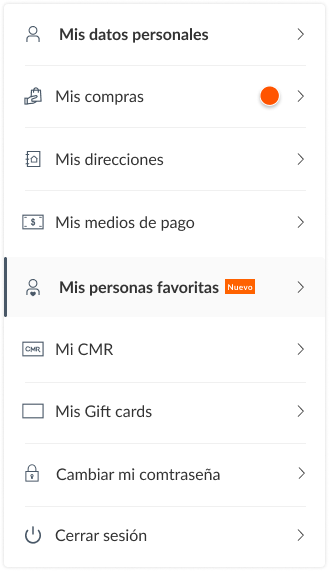 Mis datos personales
Mis compras
Mis direcciones
$
Mis medios de pago
Mis personas favoritas Nuevo
CMR Mi CMR
Mis Gift cards
Cambiar mi comtraseña
Cerrar sesión